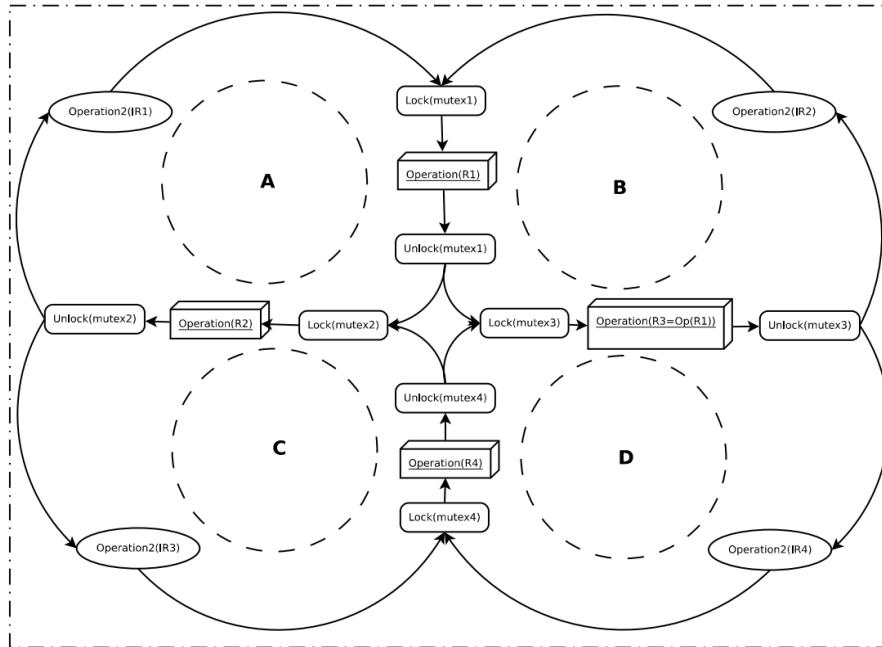 Lock(mutex1)
Operation2(IR1)
Operation2(IR2)
Operation(R1)
A
B
Unlock(mutex1)
Unlock(mutex2)
Operation(R2)
Lock(mutex2)
Lock(mutex3)
Operation(R3=Op(R1))
Unlock(mutex3)
Unlock(mutex4)
C
D
Operation(R4)
Lock(mutex4)
Operation2(IR3)
Operation2(IR4)